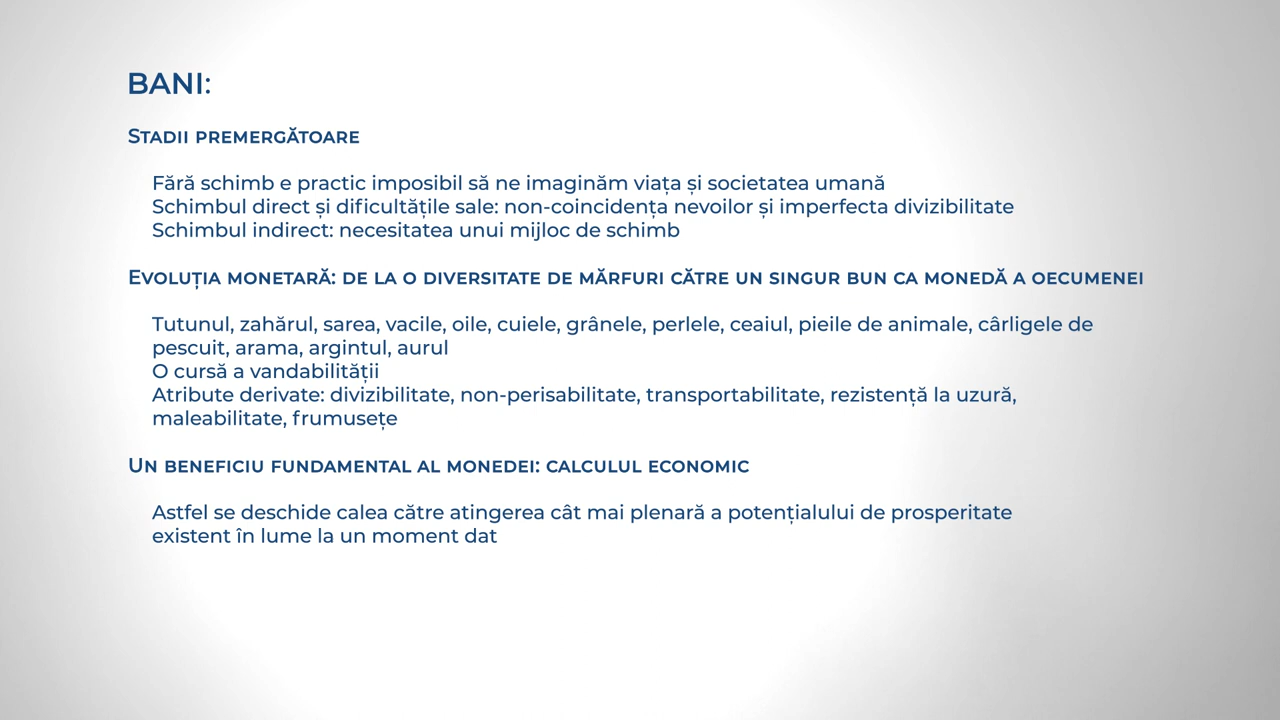 BANI:
Stadii premergătoare
Fără schimb e practic imposibil să ne imaginăm viața și societatea umană
Schimbul direct și dificultățile sale: non-coincidența nevoilor și imperfecta divizibilitate
Schimbul indirect: necesitatea unui mijloc de schimb
Evoluția monetară: de la o diversitate de mărfuri către un singur bun ca monedă a oecumenei
Tutunul, zahărul, sarea, vacile, oile, cuiele, grânele, perlele, ceaiul, pieile de animale, cârligele de
pescuit, arama, argintul, aurul
O cursă a vandabilității
Atribute derivate: divizibilitate, non-perisabilitate, transportabilitate, rezistență la uzură,
maleabilitate, frumusețe
Un beneficiu fundamental al monedei: calculul economic
Astfel se deschide calea către atingerea cât mai plenară a potențialului de prosperitate
existent în lume la un moment dat